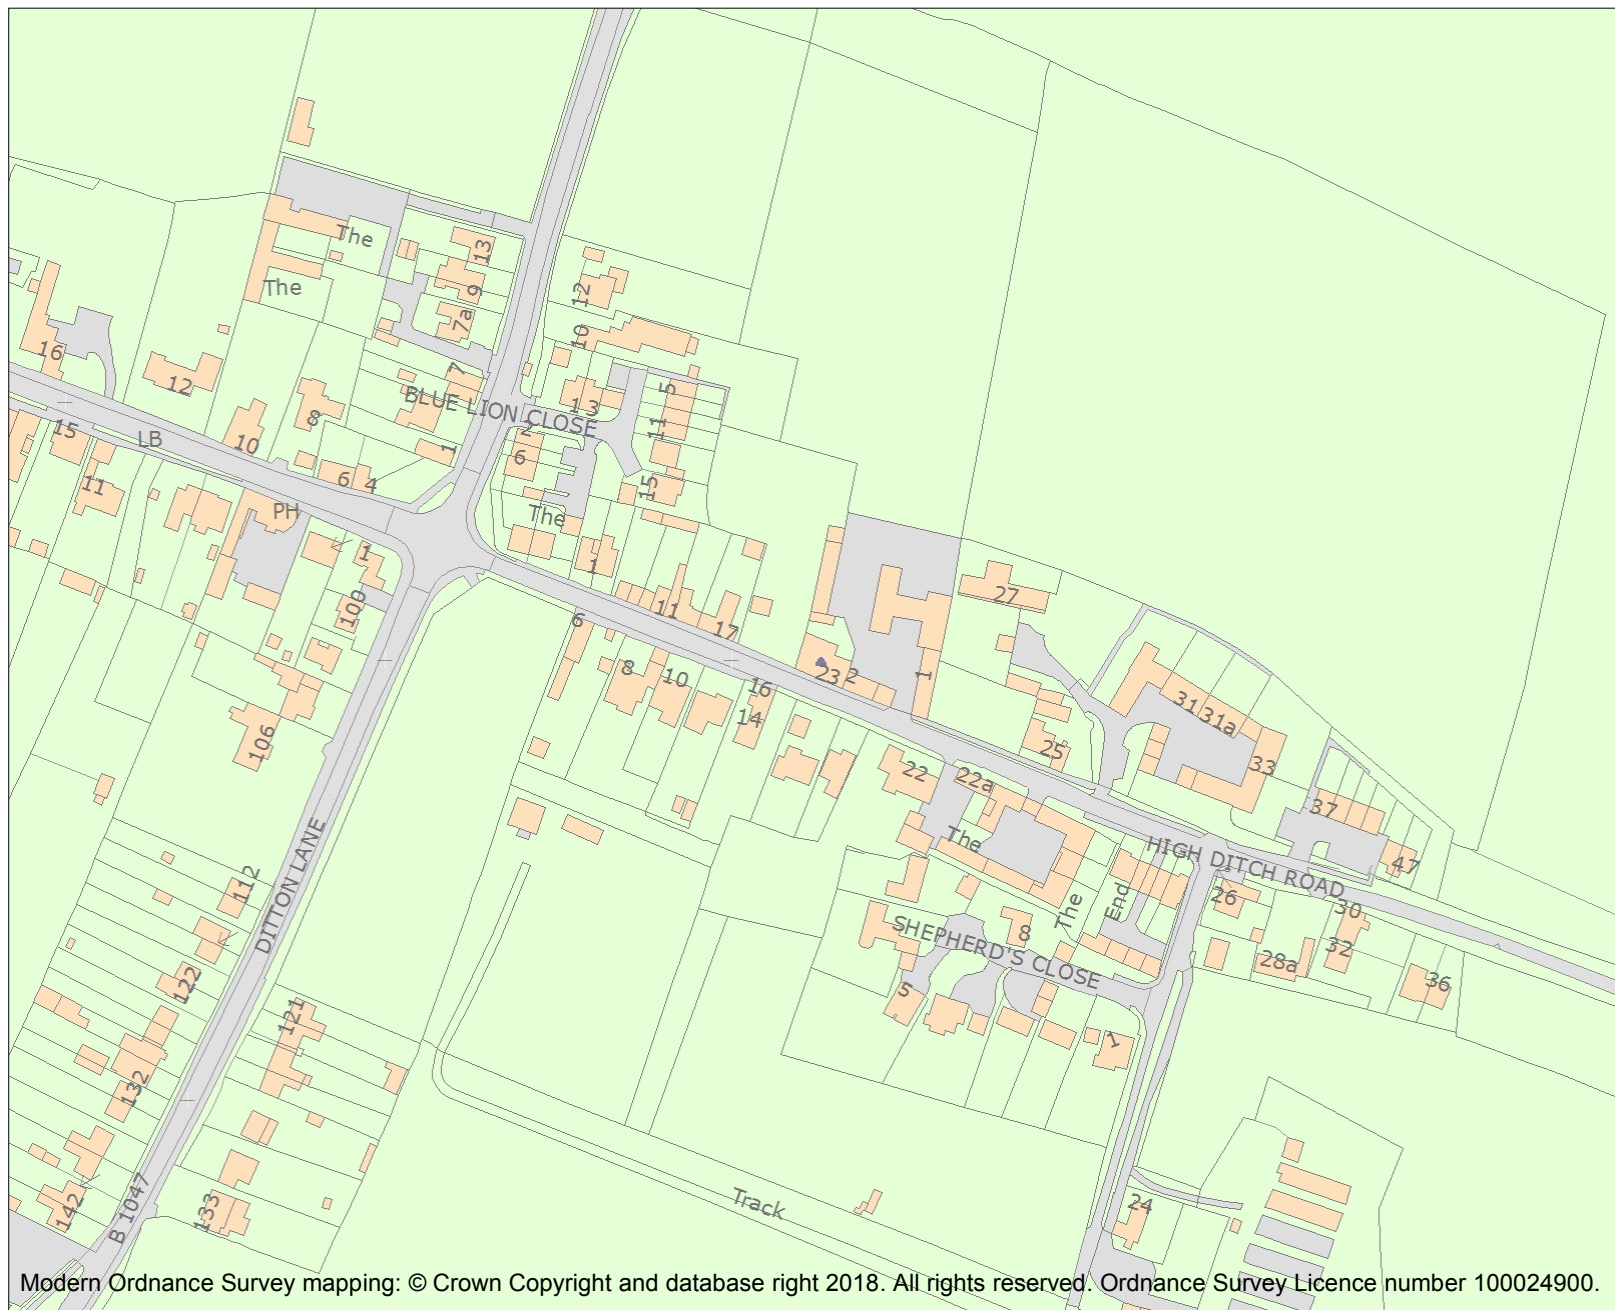 The
13
The
12
9
7a
10
16
7
5
12
BLUE LION CLOSE
1 3
8
2
11
15
LB
10
1
6
6 4
11
15
PH
The
1
1
27
100
11
6
17
8
10
23
2
1
16
14
31
31a
106
25
33
22
22a
37
The
HIGH DITCH ROAD
47
DITTON LANE
112
The
End
26
30
SHEPHERD'S CLOSE
8
32
28a
122
5
36
121
1
132
133
B 1047
142
Track
24
Modern Ordnance Survey mapping: © Crown Copyright and database right 2018. All rights reserved. Ordnance Survey Licence number 100024900.